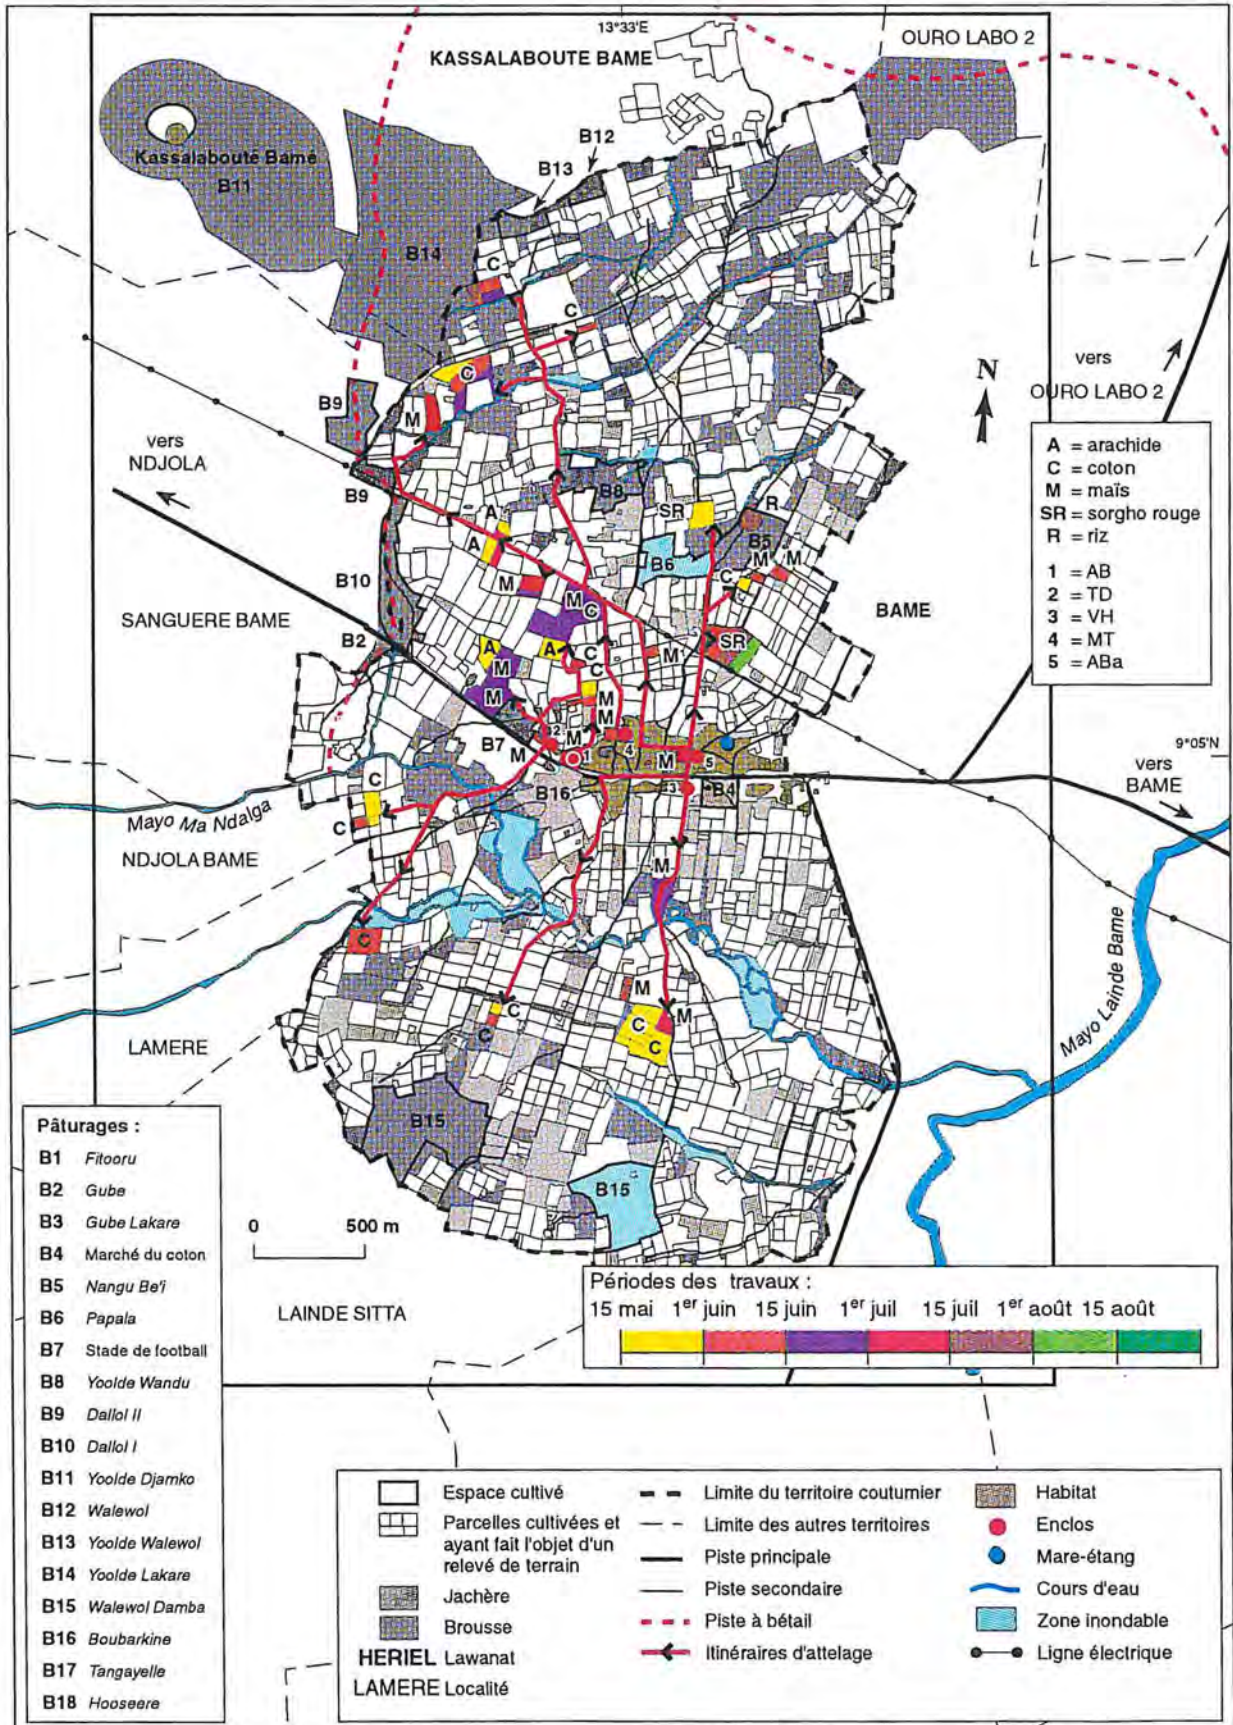 13°33'E
OURO LABO 2
KASSALABOUTE BAME
B12
B13
Kassalabouté Bamé
B11
B14
C
C
C
vers
OURO LABO 2
N
B9
M
vers
NDJOLA
B9
B8
A
A
SR
R
B5
B6
M
M
C
M
M
C
B10
SANGUERE BAME
BAME
B2
A
A
C
C
M
SR
M
M
M
M
B7
2
M
M
1
4
M
5
9°05'N
vers
BAME
C
B16
3
B4
Mayo Ma Ndalga
C
NDJOLA BAME
M
C
Mayo Lainde Bame
M
C
C
C
M
C
LAMERE
B15
B15
A = arachide
C = coton
M = maïs
SR = sorgho rouge
R = riz
1 = AB
2 = TD
3 = VH
4 = MT
5 = ABa
0 500 m
LAINDE SITTA
Pâturages :
B1 Fitooru
B2 Gube
B3 Gube Lakare
B4 Marché du coton
B5 Nangu Be'i
B6 Papala
B7 Stade de football
B8 Yoolde Wandu
B9 Dallol II
B10 Dallol I
B11 Yoolde Djamko
B12 Walewol
B13 Yoolde Walewol
B14 Yoolde Lakare
B15 Walewol Damba
B16 Boubarkine
B17 Tangayelle
B18 Hooseere
Périodes des travaux :
15 mai 1er juin 15 juin 1er juil 15 juil 1er août 15 août
Espace cultivé
Parcelles cultivées et
ayant fait l'objet d'un
relevé de terrain
Jachère
Brousse
HERIEL Lawanat
LAMERE Localité
Limite du territoire coutumier
Limite des autres territoires
Piste principale
Piste secondaire
Piste à bétail
Itinéraires d'attelage
Habitat
Enclos
Mare-étang
Cours d'eau
Zone inondable
Ligne électrique